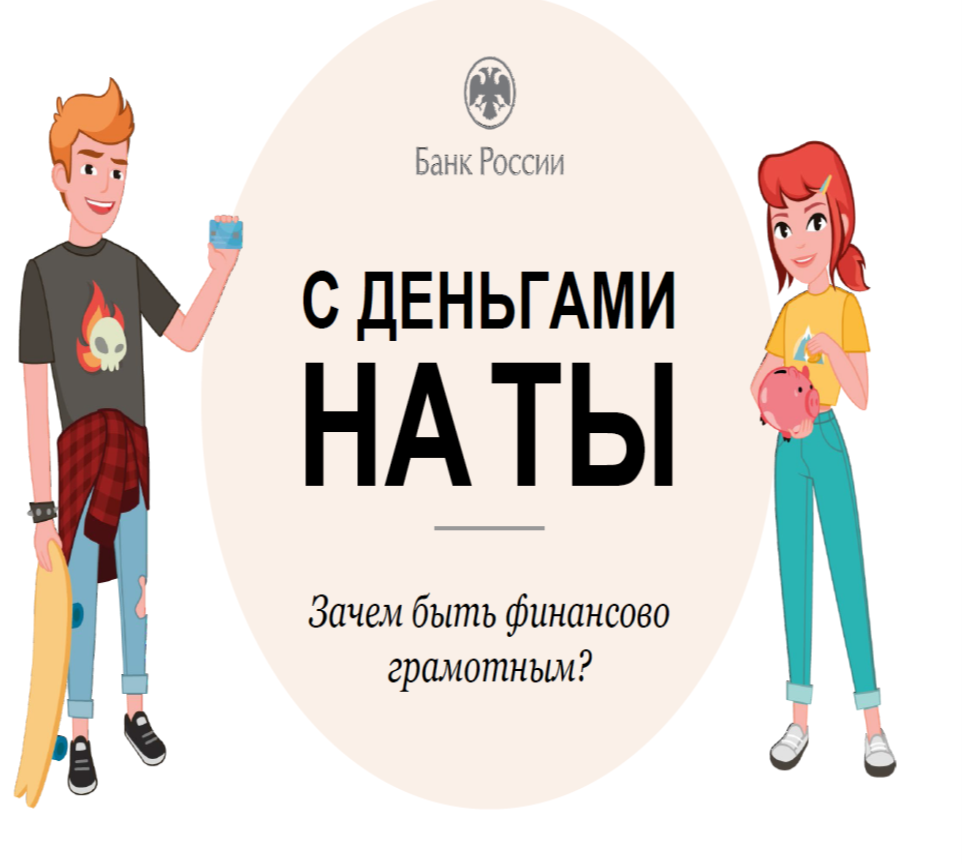 Банк России
С ДЕНЬГАМИ
НА ТЫ
Зачем быть финансово
грамотным?